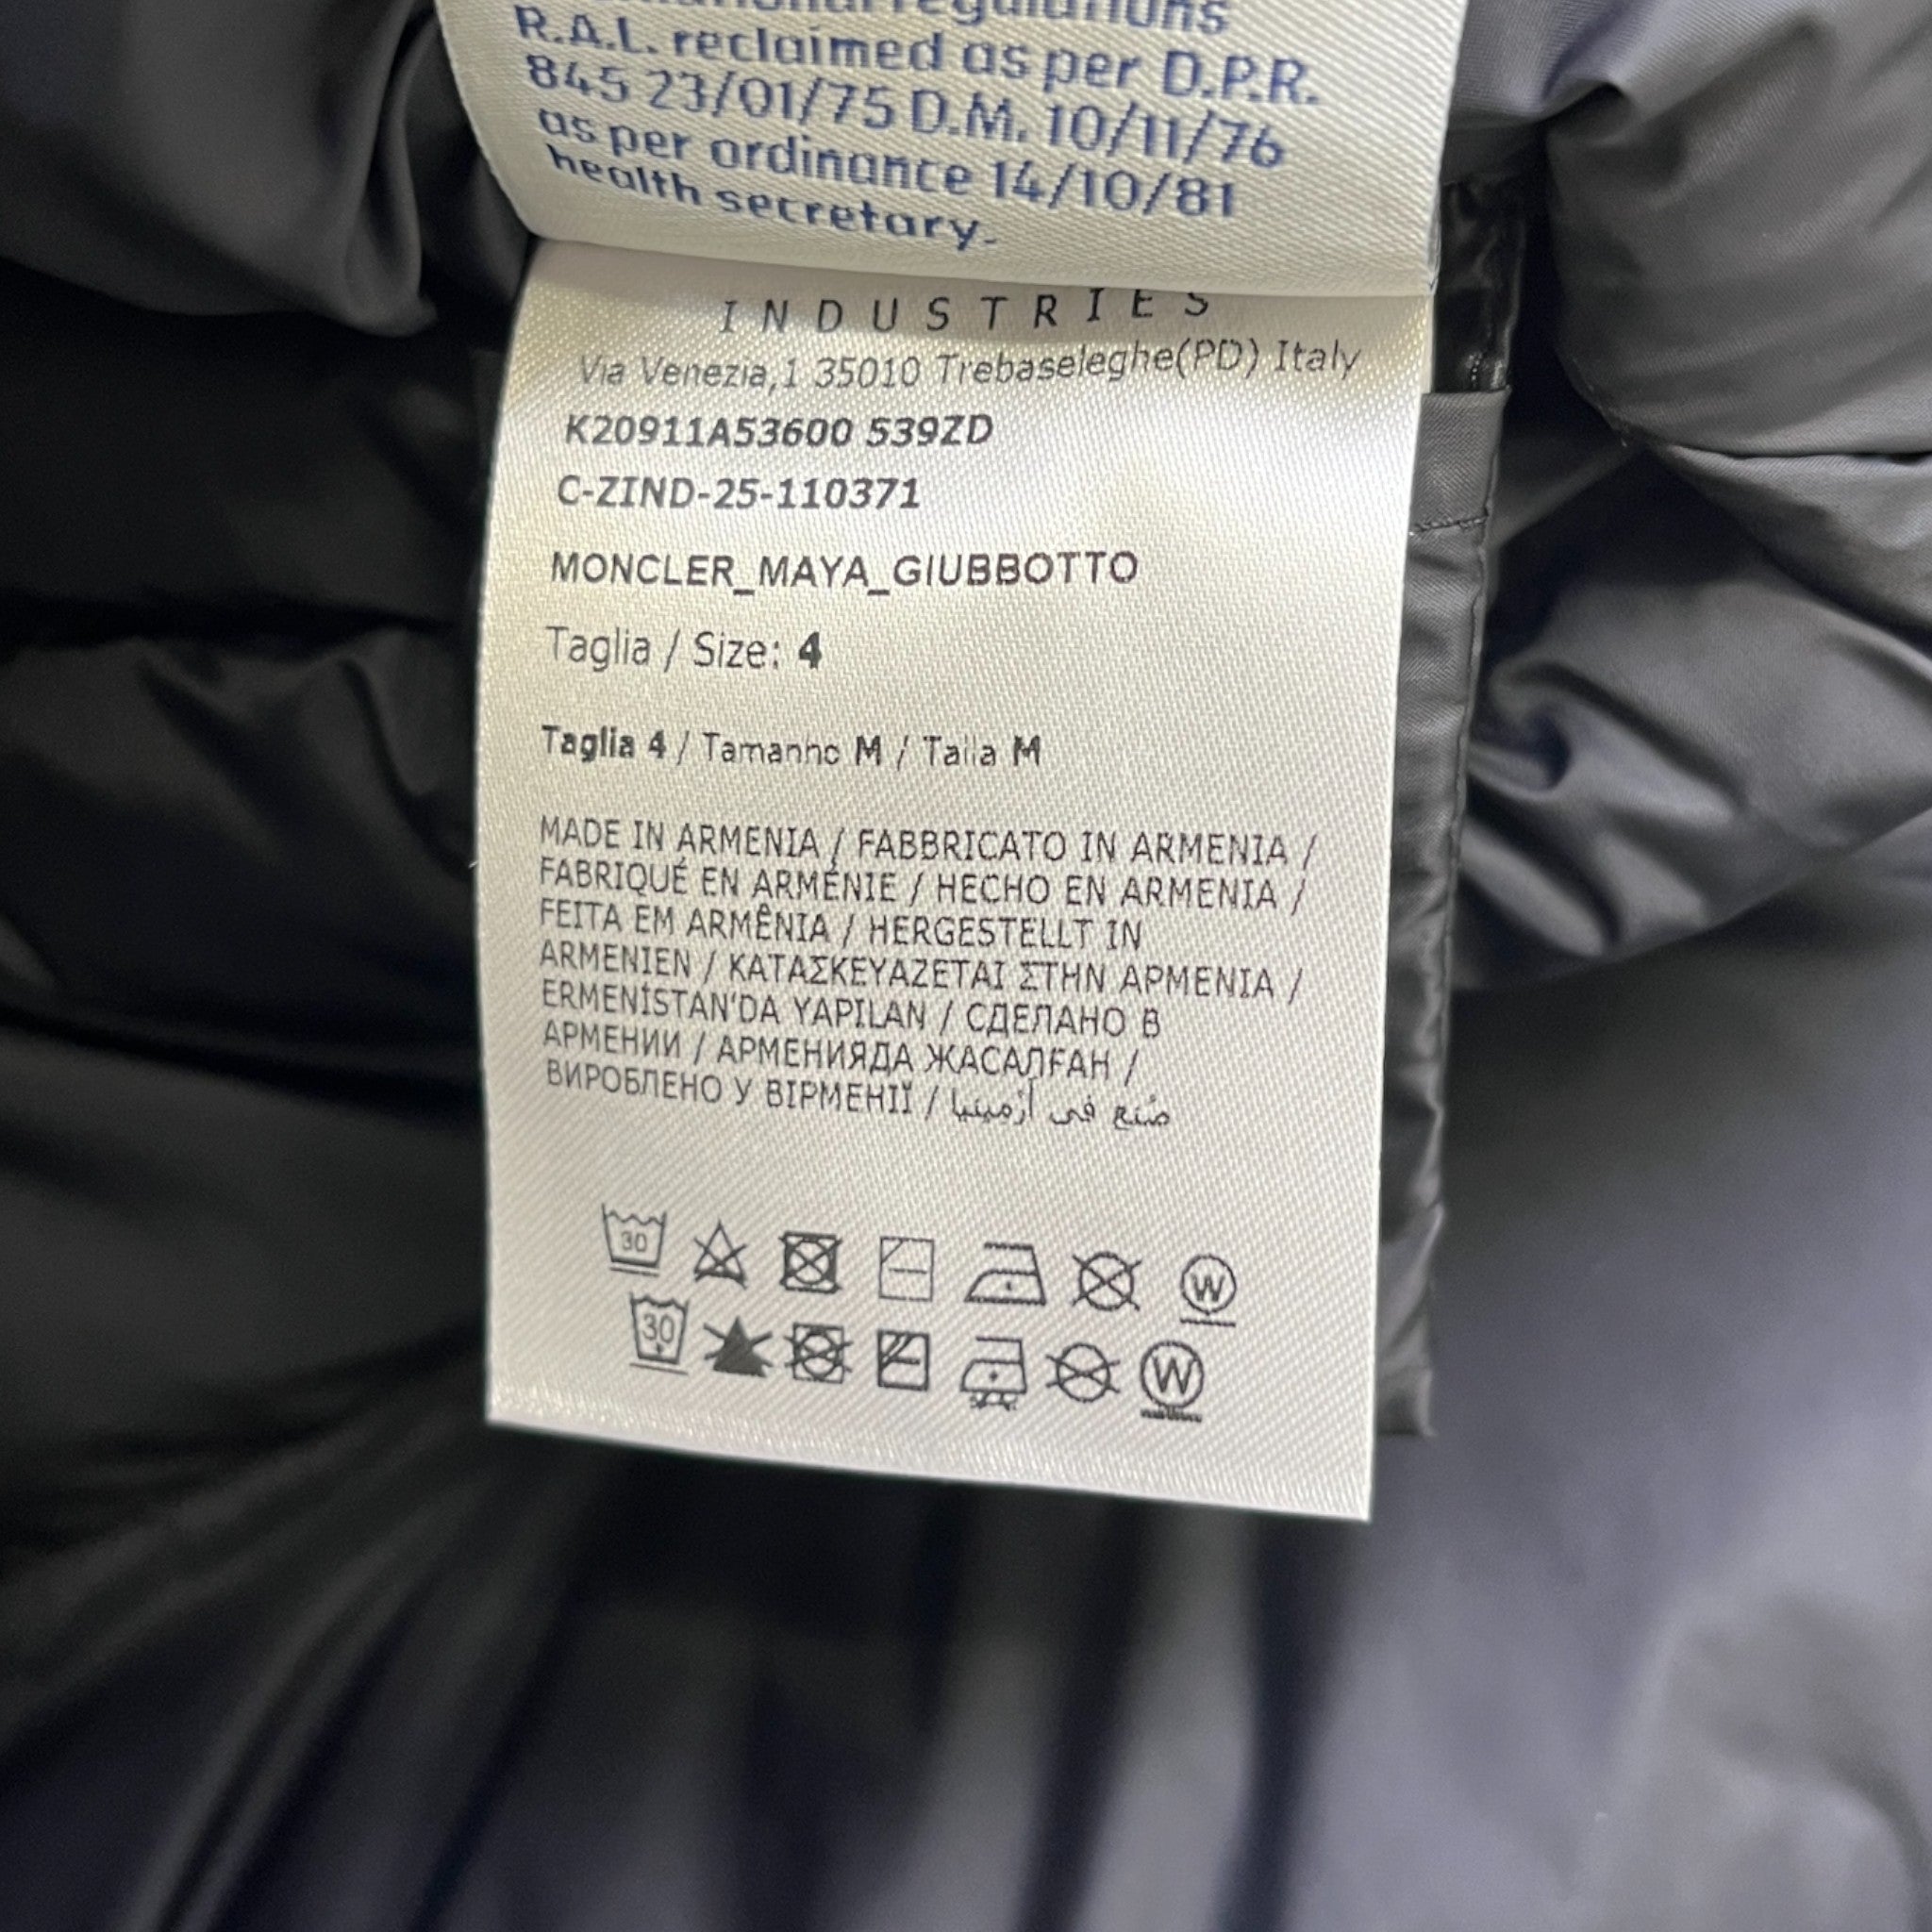 regulations
R.A.L. reclaimed as per D.P.R.
845 23/01/75 D.M. 10/11/76
as per ordinance 14/10/81
health secretary.
INDUSTRIES
Via Venezia,1 35010 Trebaseleghe(PD) Italy
K20911A53600 539ZD
C-ZIND-25-110371
MONCLER_MAYA_GIUBBOTTO
Taglia / Size: 4
Taglia 4 / Tamanho M / Talla M
MADE IN ARMENIA / FABBRICATO IN ARMENIA /
FABRIQUÉ EN ARMÉNIE / HECHO EN ARMENIA /
FEITA EM ARMÊNIA / HERGESTELLT IN
ARMENIEN / ΚΑΤΑΣΚΕΥΑΖΕΤΑΙ ΣΤΗΝ ΑΡΜΕΝΙΑ /
ERMENİSTAN'DA YAPILAN / СДЕЛАНО В
АРМЕНИИ / АРМЕНИЯДА ЖАСАЛҒАН /
ВИРОБЛЕНО У ВІРМЕНІЇ / صُنع في أرمينيا
30 W
30 W